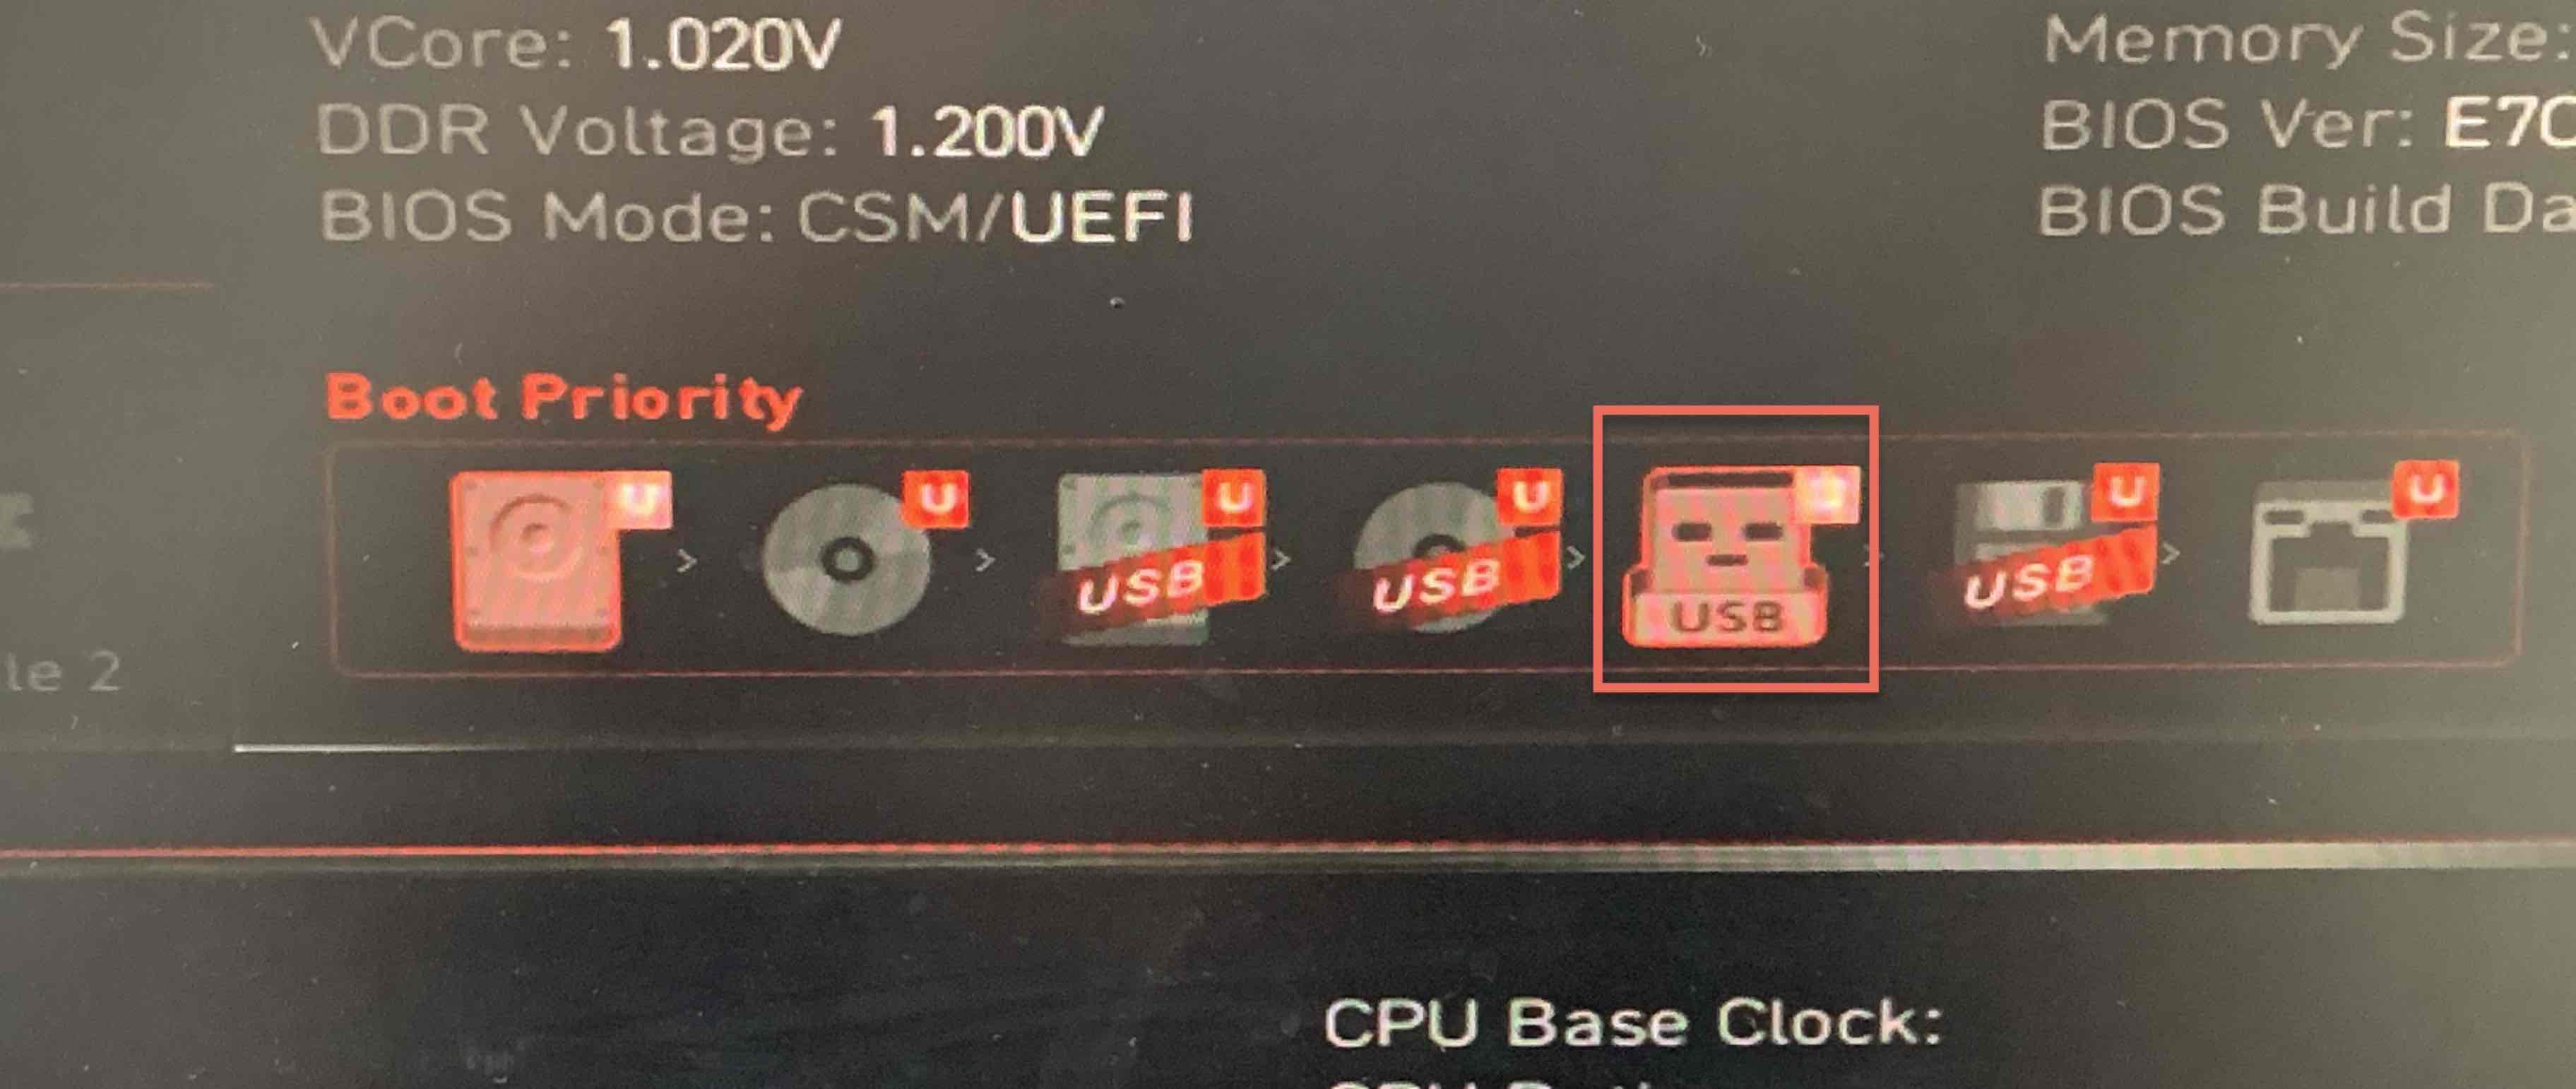 VCore: 1.020V
DDR Voltage: 1.200V
BIOS Mode: CSM/UEFI
Memory Size:
BIOS Ver: E7C
BIOS Build Da
Boot Priority
U U U U U U
USB USB USB USB
le 2
CPU Base Clock: